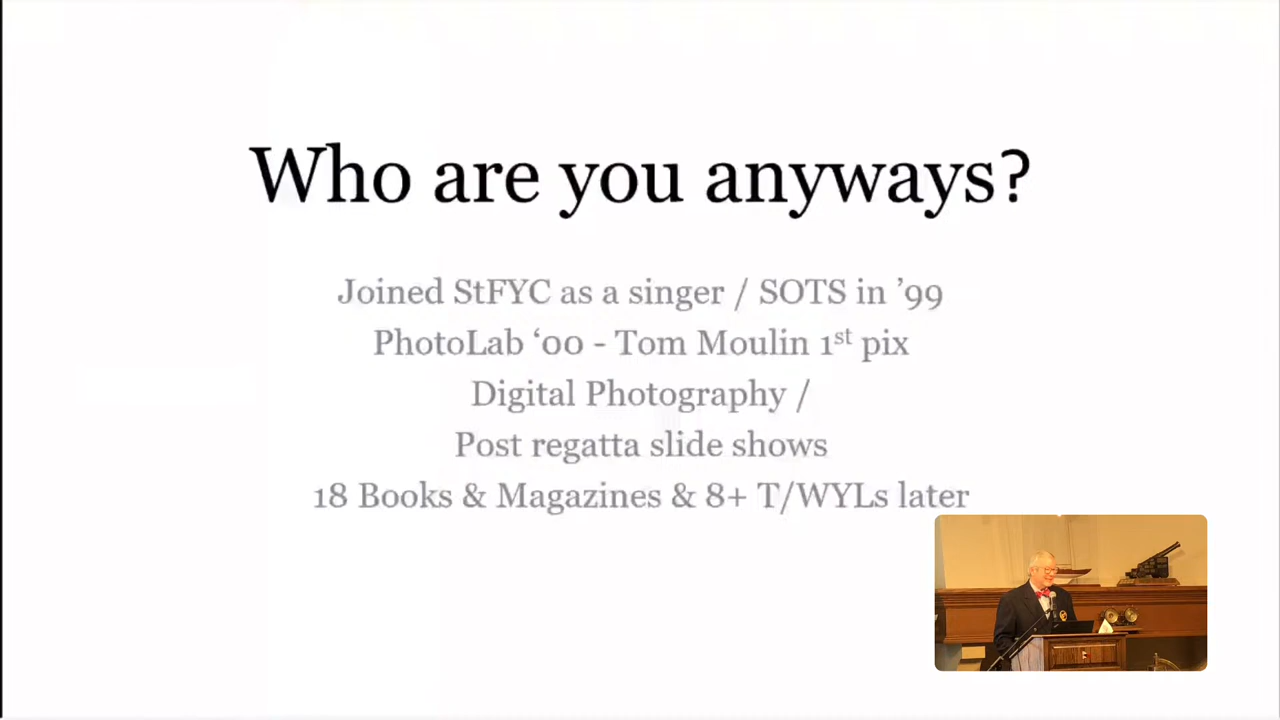 Who are you anyways?
Joined StFYC as a singer / SOTS in ’99
PhotoLab ‘00 - Tom Moulin 1st pix
Digital Photography /
Post regatta slide shows
18 Books & Magazines & 8+ T/WYLs later